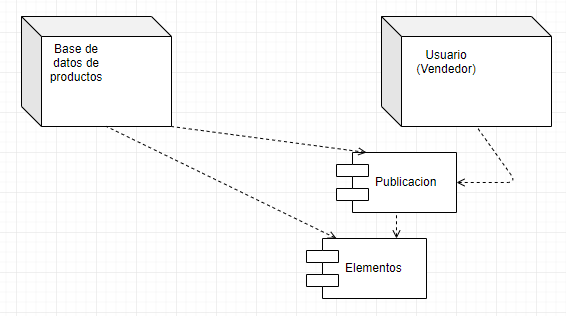 Base de
datos de
productos
Usuario
(Vendedor)
Publicacion
Elementos